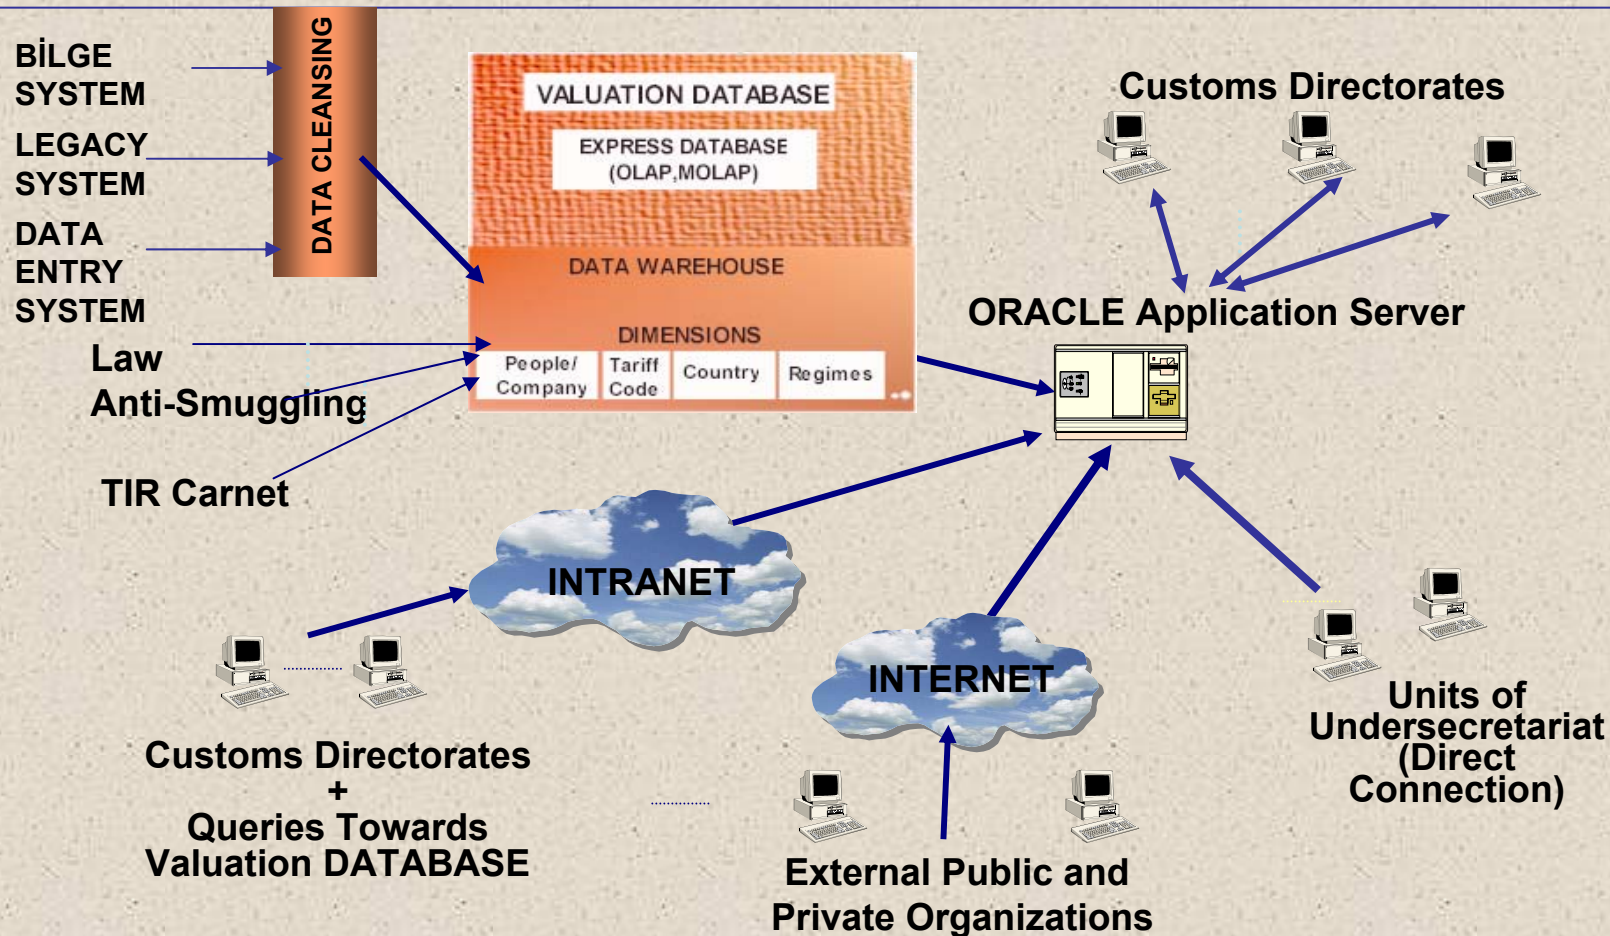 BİLGE
SYSTEM
LEGACY
SYSTEM
DATA
ENTRY
SYSTEM
DATA CLEANSING
Law
Anti-Smuggling
TIR Carnet
VALUATION DATABASE
EXPRESS DATABASE
(OLAP,MOLAP)
DATA WAREHOUSE
DIMENSIONS
People/
Company
Tariff
Code
Country
Regimes
Customs Directorates
ORACLE Application Server
INTRANET
INTERNET
Customs Directorates
+
Queries Towards
Valuation DATABASE
External Public and
Private Organizations
Units of
Undersecretariat
(Direct
Connection)